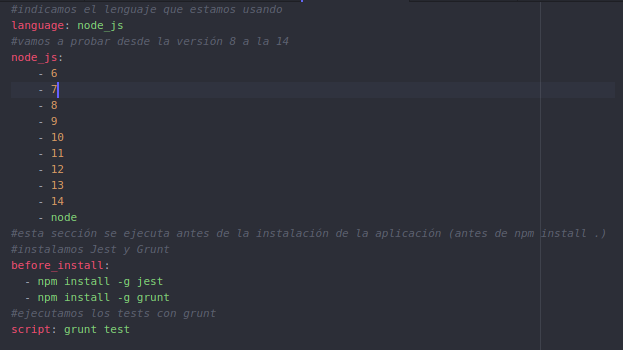 #indicamos el lenguaje que estamos usando
language: node_js
#vamos a probar desde la versión 8 a la 14
node_js:
    - 6
    - 7
    - 8
    - 9
    - 10
    - 11
    - 12
    - 13
    - 14
    - node
#esta sección se ejecuta antes de la instalación de la aplicación (antes de npm install .)
#instalamos Jest y Grunt
before_install:
  - npm install -g jest
  - npm install -g grunt
#ejecutamos los tests con grunt
script: grunt test